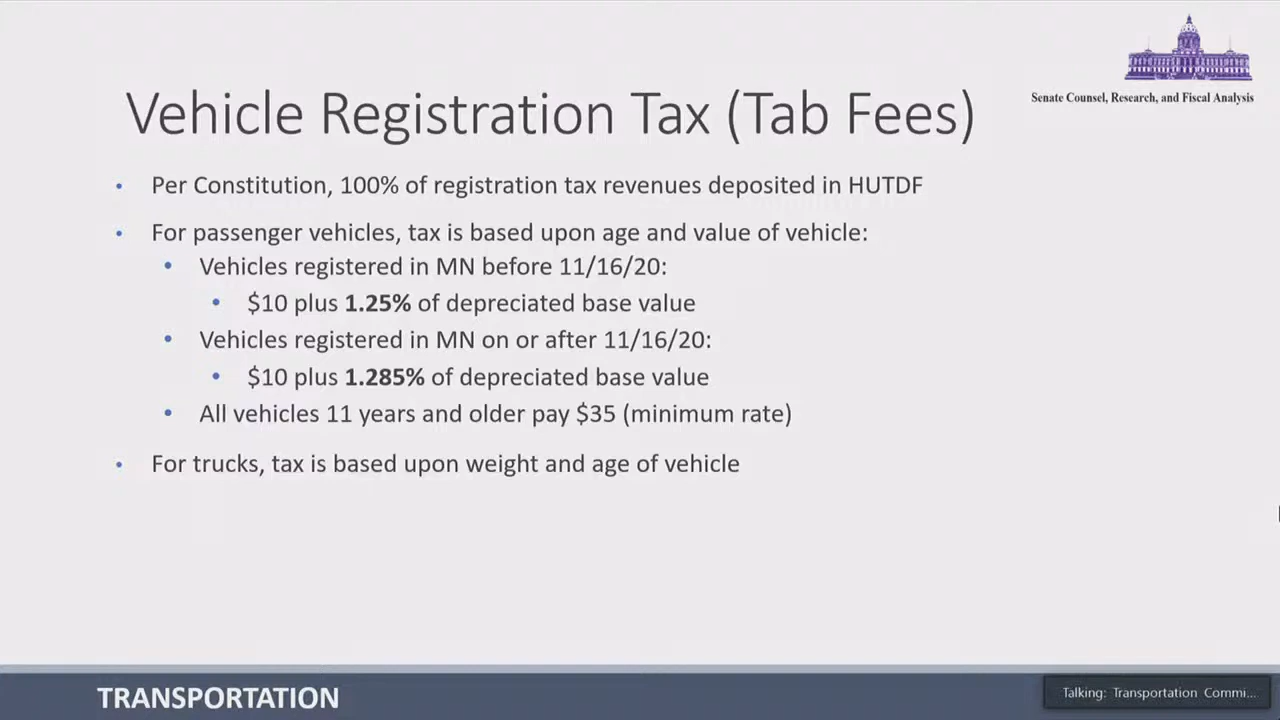 Senate Counsel, Research, and Fiscal Analysis
Vehicle Registration Tax (Tab Fees)
• Per Constitution, 100% of registration tax revenues deposited in HUTDF
• For passenger vehicles, tax is based upon age and value of vehicle:
• Vehicles registered in MN before 11/16/20:
• $10 plus 1.25% of depreciated base value
• Vehicles registered in MN on or after 11/16/20:
• $10 plus 1.285% of depreciated base value
• All vehicles 11 years and older pay $35 (minimum rate)
• For trucks, tax is based upon weight and age of vehicle
TRANSPORTATION
Talking: Transportation Commi...